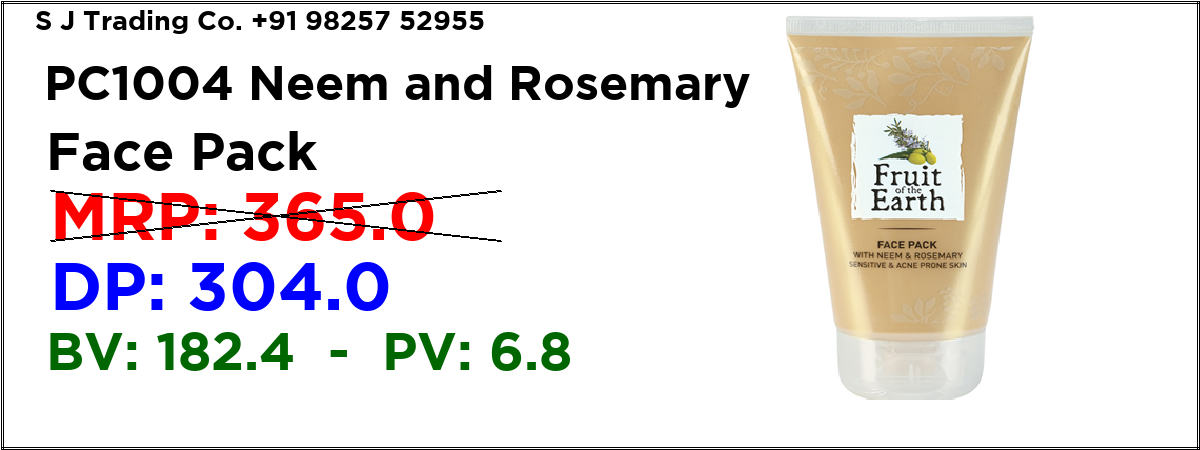 S J Trading Co. +91 98257 52955
PC1004 Neem and Rosemary
Face Pack
MRP: 365.0
DP: 304.0
BV: 182.4 - PV: 6.8
Fruit
of the
Earth
FACE PACK
WITH NEEM & ROSEMARY
SENSITIVE & ACNE PRONE SKIN